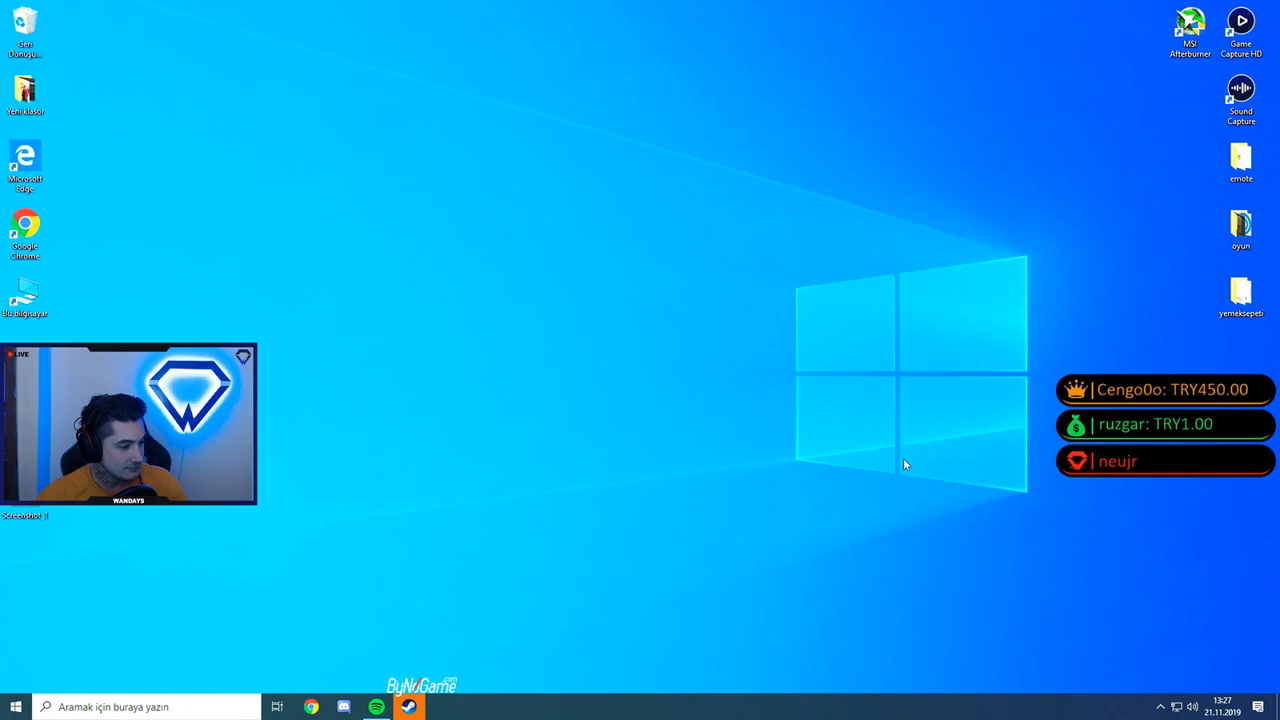 Geri
Dönüşü...
Yeni klasör
Microsoft
Edge
Google
Chrome
Bu bilgisayar
LIVE
WANDAYS
Screenshot_1
MSI
Afterburner
Game
Capture HD
Sound
Capture
emote
oyun
yemeksepeti
Cengo0o: TRY450.00
ruzgar: TRY1.00
neujr
ByNoGame.com
Aramak için buraya yazın
13:27
21.11.2019